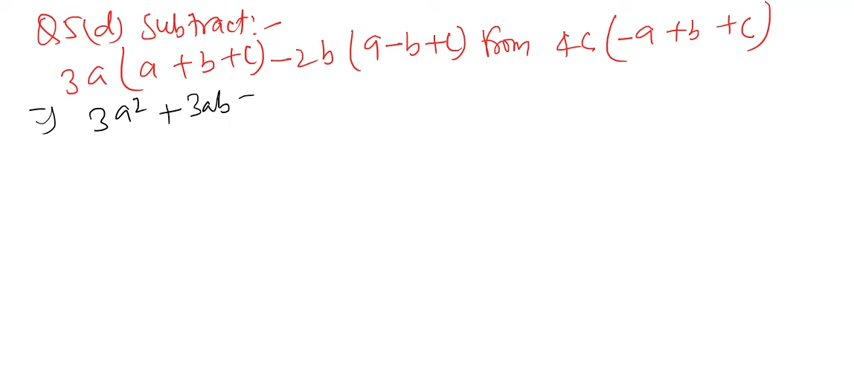 Q5(d) Subtract:-
3a(a+b+c)-2b(a-b+c) from 4c(-a+b+c)
⇒ 3a² + 3ab -